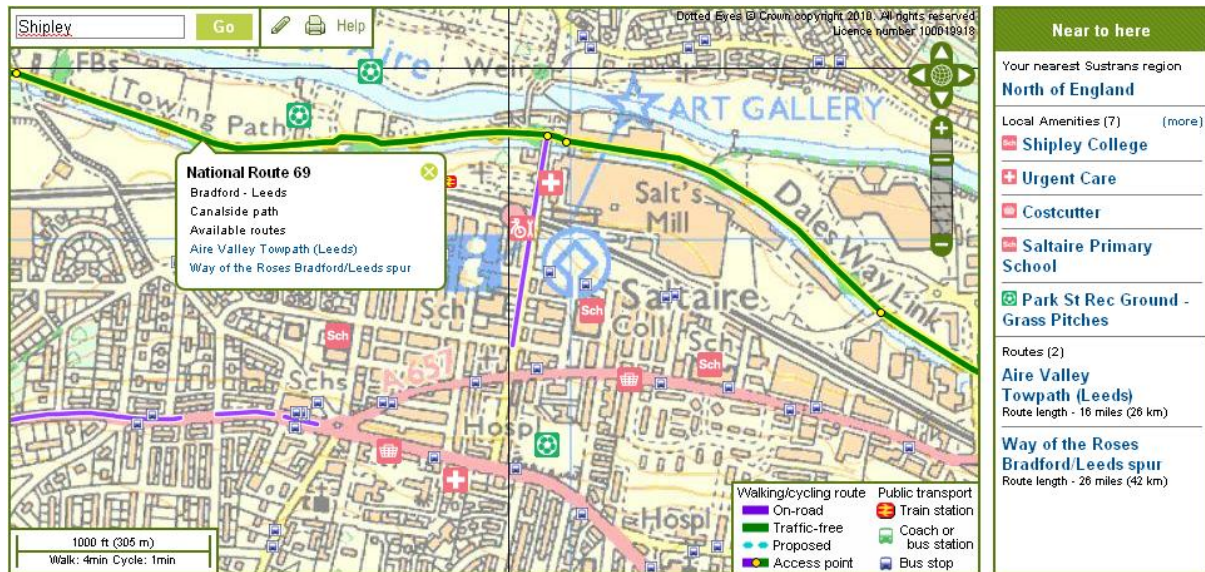 Shipley
Go
Help
Dotted Eyes © Crown copyright 2010. All rights reserved
Licence number 100019918
FBs
Towing Path
Aire
Weir
ART GALLERY
National Route 69
Bradford - Leeds
Canalside path
Available routes
Aire Valley Towpath (Leeds)
Way of the Roses Bradford/Leeds spur
Salt's
Mill
Dales Way Link
i
Saltaire
Sch
Sch
Coll
Sch
Sch
Sch
Schs
A 657
Hospl
Hospl
1000 ft (305 m)
Walk: 4min Cycle: 1min
Walking/cycling route
On-road
Traffic-free
Proposed
Access point
Public transport
Train station
Coach or
bus station
Bus stop
Near to here
Your nearest Sustrans region
North of England
Local Amenities (7) (more)
Sch Shipley College
Urgent Care
Costcutter
Sch Saltaire Primary
School
Park St Rec Ground -
Grass Pitches
Routes (2)
Aire Valley
Towpath (Leeds)
Route length - 16 miles (26 km)
Way of the Roses
Bradford/Leeds spur
Route length - 26 miles (42 km)